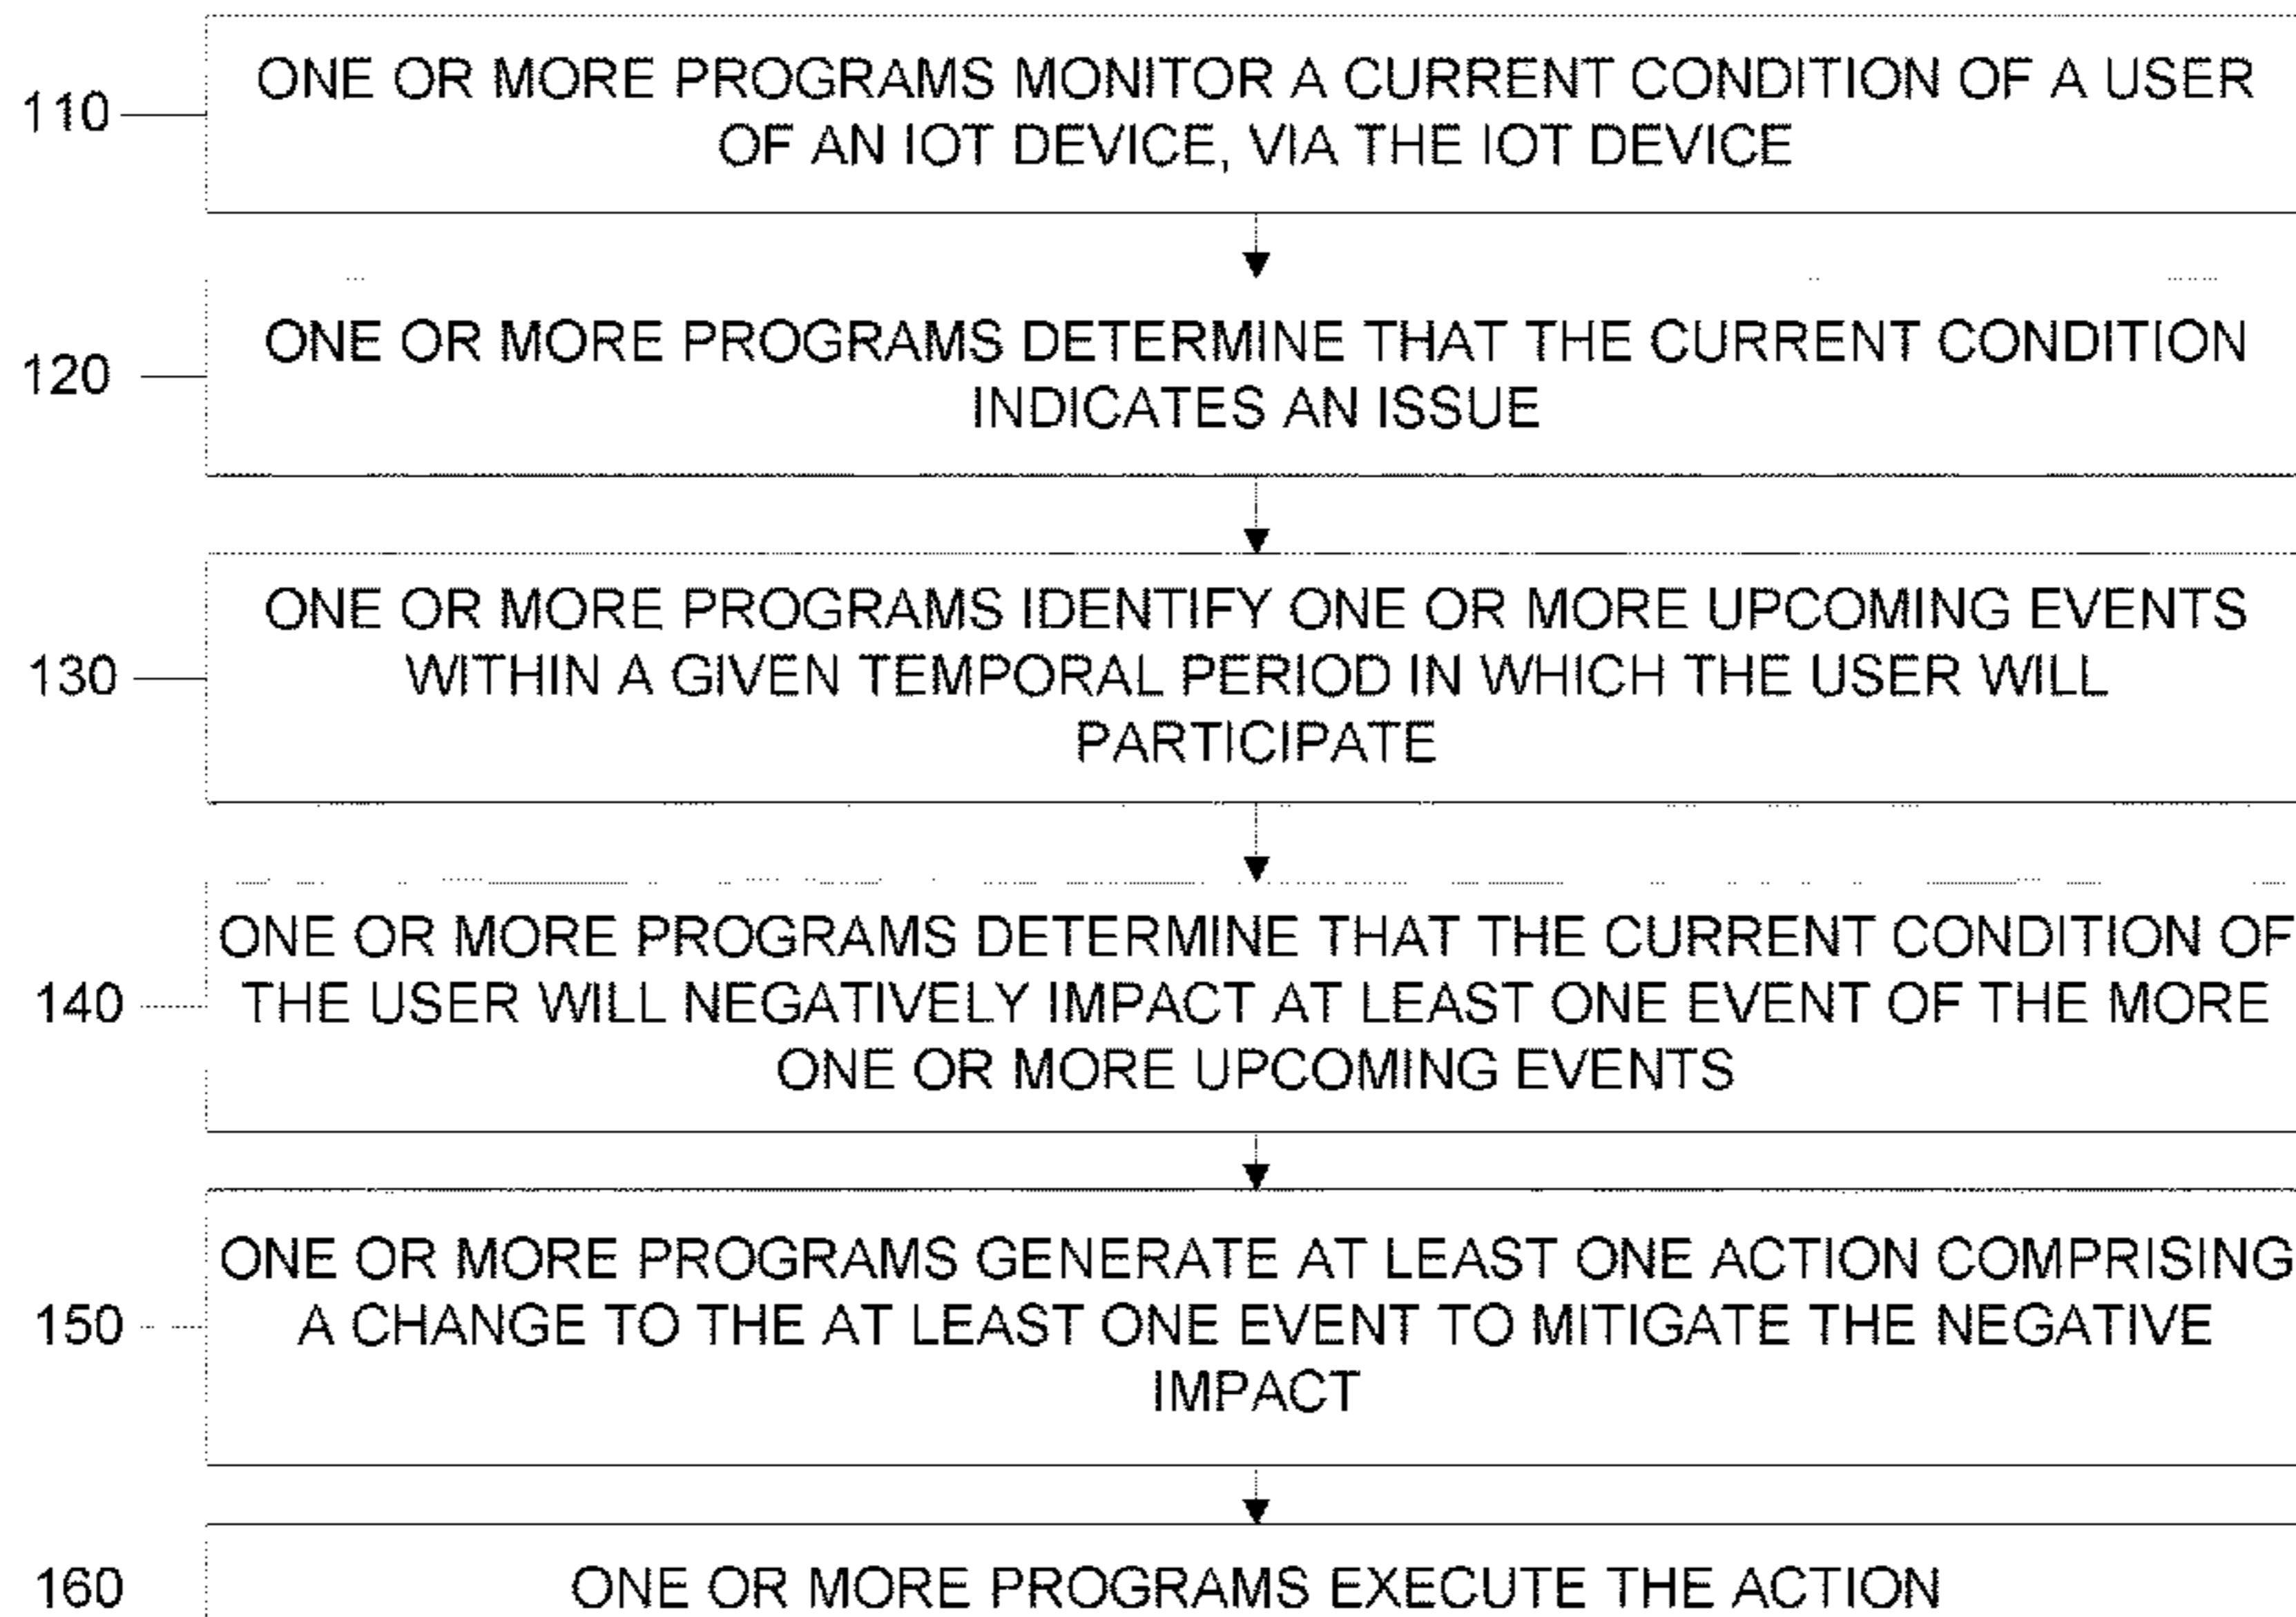 ONE OR MORE PROGRAMS MONITOR A CURRENT CONDITION OF A USER
110
OF AN IOT DEVICE, VIA THE IOT DEVICE
ONE OR MORE PROGRAMS DETERMINE THAT THE CURRENT CONDITION
120
INDICATES AN ISSUE
ONE OR MORE PROGRAMS IDENTIFY ONE OR MORE UPCOMING EVENTS
130
WITHIN A GIVEN TEMPORAL PERIOD IN WHICH THE USER WILL
PARTICIPATE
ONE OR MORE PROGRAMS DETERMINE THAT THE CURRENT CONDITION OF
140
THE USER WILL NEGATIVELY IMPACT AT LEAST ONE EVENT OF THE MORE
ONE OR MORE UPCOMING EVENTS
ONE OR MORE PROGRAMS GENERATE AT LEAST ONE ACTION COMPRISING
150
A CHANGE TO THE AT LEAST ONE EVENT TO MITIGATE THE NEGATIVE
IMPACT
160
ONE OR MORE PROGRAMS EXECUTE THE ACTION